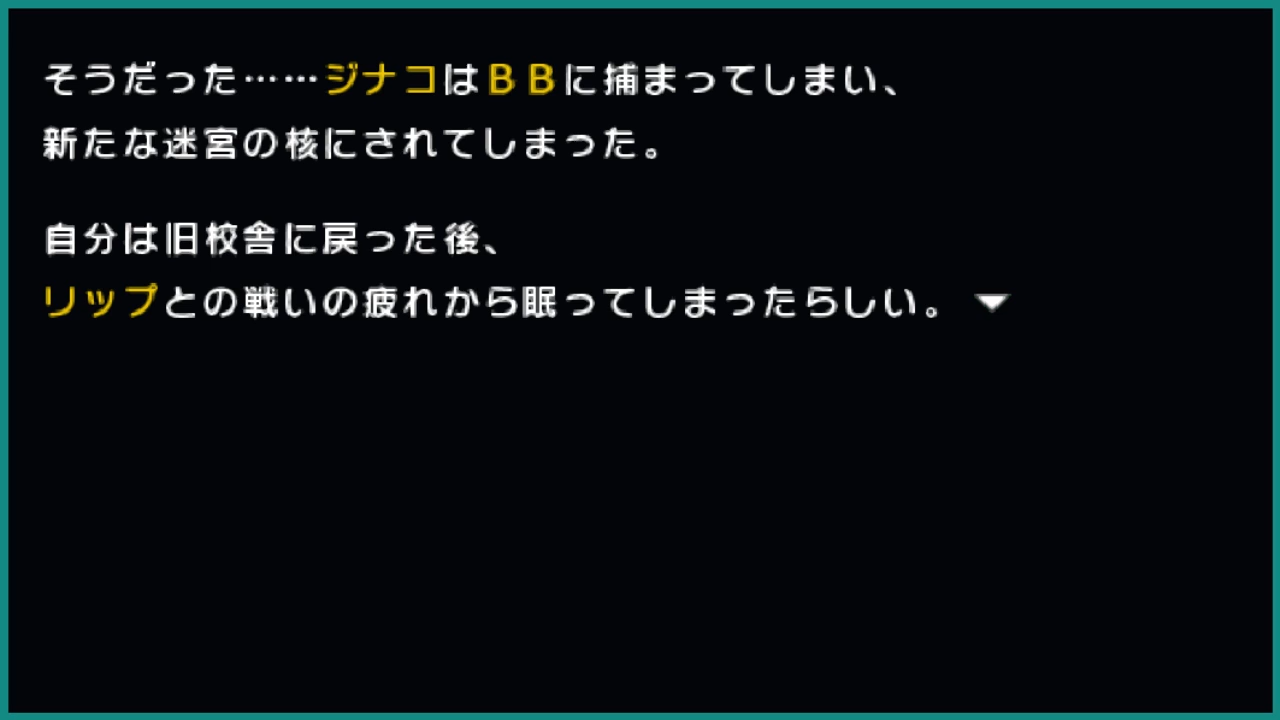 そうだった……ジナコはＢＢに捕まってしまい、
新たな迷宮の核にされてしまった。
自分は旧校舎に戻った後、
リップとの戦いの疲れから眠ってしまったらしい。